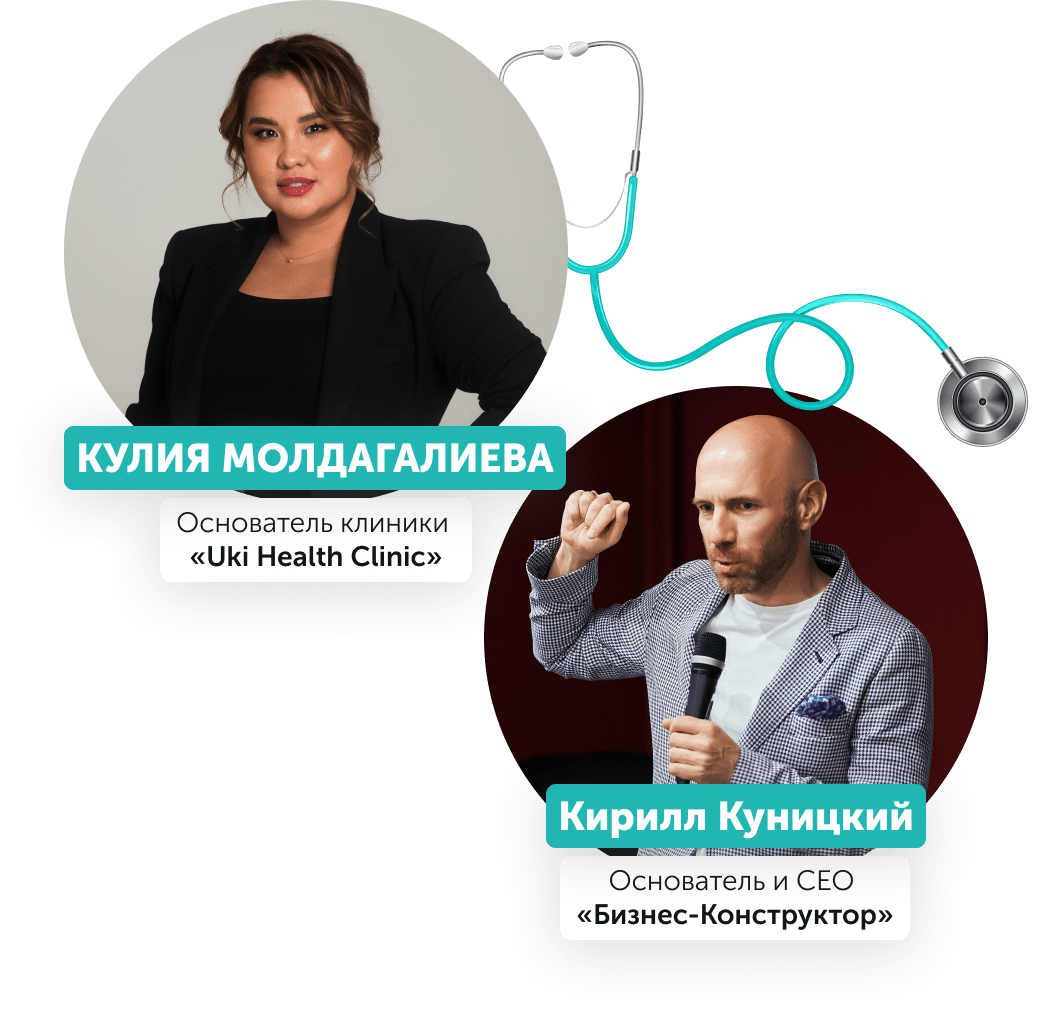 КУЛИЯ МОЛДАГАЛИЕВА
Основатель клиники
«Uki Health Clinic»
Кирилл Куницкий
Основатель и CEO
«Бизнес-Конструктор»